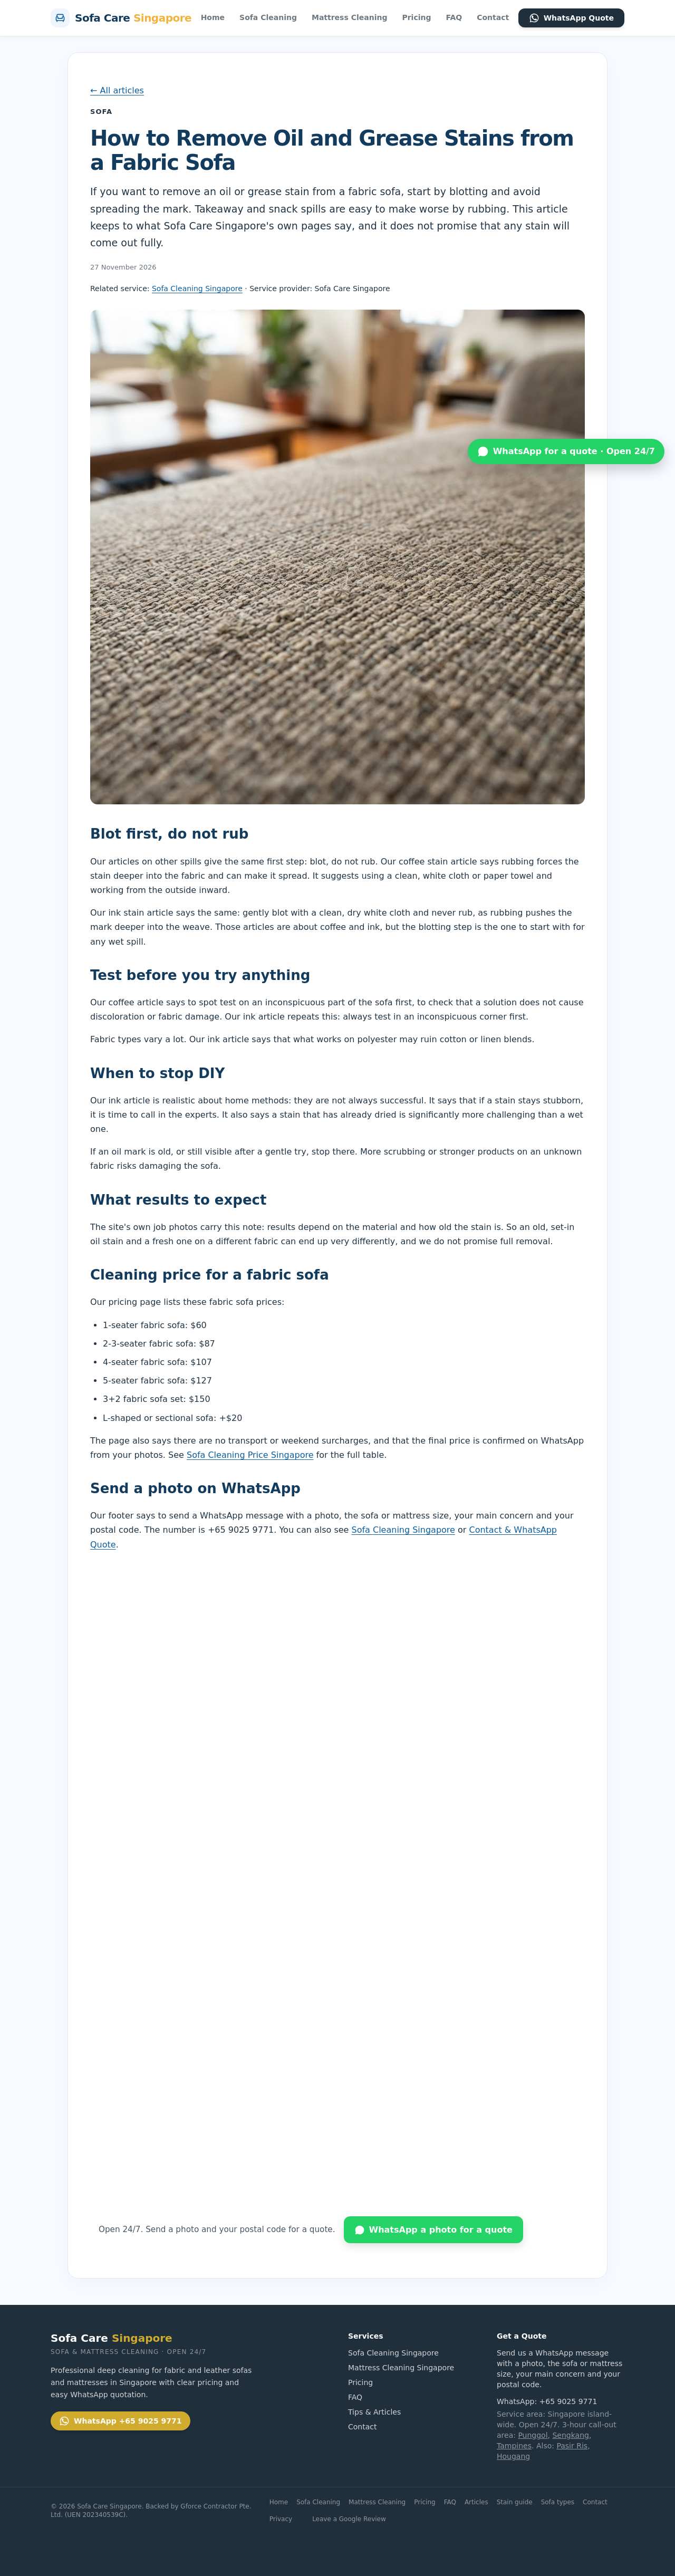 Sofa Care Singapore
Home Sofa Cleaning Mattress Cleaning Pricing FAQ Contact WhatsApp Quote
← All articles
SOFA
How to Remove Oil and Grease Stains from
a Fabric Sofa
If you want to remove an oil or grease stain from a fabric sofa, start by blotting and avoid
spreading the mark. Takeaway and snack spills are easy to make worse by rubbing. This article
keeps to what Sofa Care Singapore's own pages say, and it does not promise that any stain will
come out fully.
27 November 2026
Related service: Sofa Cleaning Singapore · Service provider: Sofa Care Singapore
WhatsApp for a quote · Open 24/7
Blot first, do not rub
Our articles on other spills give the same first step: blot, do not rub. Our coffee stain article says rubbing forces the
stain deeper into the fabric and can make it spread. It suggests using a clean, white cloth or paper towel and
working from the outside inward.
Our ink stain article says the same: gently blot with a clean, dry white cloth and never rub, as rubbing pushes the
mark deeper into the weave. Those articles are about coffee and ink, but the blotting step is the one to start with for
any wet spill.
Test before you try anything
Our coffee article says to spot test on an inconspicuous part of the sofa first, to check that a solution does not cause
discoloration or fabric damage. Our ink article repeats this: always test in an inconspicuous corner first.
Fabric types vary a lot. Our ink article says that what works on polyester may ruin cotton or linen blends.
When to stop DIY
Our ink article is realistic about home methods: they are not always successful. It says that if a stain stays stubborn,
it is time to call in the experts. It also says a stain that has already dried is significantly more challenging than a wet
one.
If an oil mark is old, or still visible after a gentle try, stop there. More scrubbing or stronger products on an unknown
fabric risks damaging the sofa.
What results to expect
The site's own job photos carry this note: results depend on the material and how old the stain is. So an old, set-in
oil stain and a fresh one on a different fabric can end up very differently, and we do not promise full removal.
Cleaning price for a fabric sofa
Our pricing page lists these fabric sofa prices:
• 1-seater fabric sofa: $60
• 2-3-seater fabric sofa: $87
• 4-seater fabric sofa: $107
• 5-seater fabric sofa: $127
• 3+2 fabric sofa set: $150
• L-shaped or sectional sofa: +$20
The page also says there are no transport or weekend surcharges, and that the final price is confirmed on WhatsApp
from your photos. See Sofa Cleaning Price Singapore for the full table.
Send a photo on WhatsApp
Our footer says to send a WhatsApp message with a photo, the sofa or mattress size, your main concern and your
postal code. The number is +65 9025 9771. You can also see Sofa Cleaning Singapore or Contact & WhatsApp
Quote.
Open 24/7. Send a photo and your postal code for a quote.
WhatsApp a photo for a quote
Sofa Care Singapore
SOFA & MATTRESS CLEANING · OPEN 24/7
Professional deep cleaning for fabric and leather sofas
and mattresses in Singapore with clear pricing and
easy WhatsApp quotation.
WhatsApp +65 9025 9771
Services
Sofa Cleaning Singapore
Mattress Cleaning Singapore
Pricing
FAQ
Tips & Articles
Contact
Get a Quote
Send us a WhatsApp message
with a photo, the sofa or mattress
size, your main concern and your
postal code.
WhatsApp: +65 9025 9771
Service area: Singapore island-
wide. Open 24/7. 3-hour call-out
area: Punggol, Sengkang,
Tampines. Also: Pasir Ris,
Hougang
© 2026 Sofa Care Singapore. Backed by Gforce Contractor Pte.
Ltd. (UEN 202340539C).
Home Sofa Cleaning Mattress Cleaning Pricing FAQ Articles Stain guide Sofa types Contact
Privacy Leave a Google Review